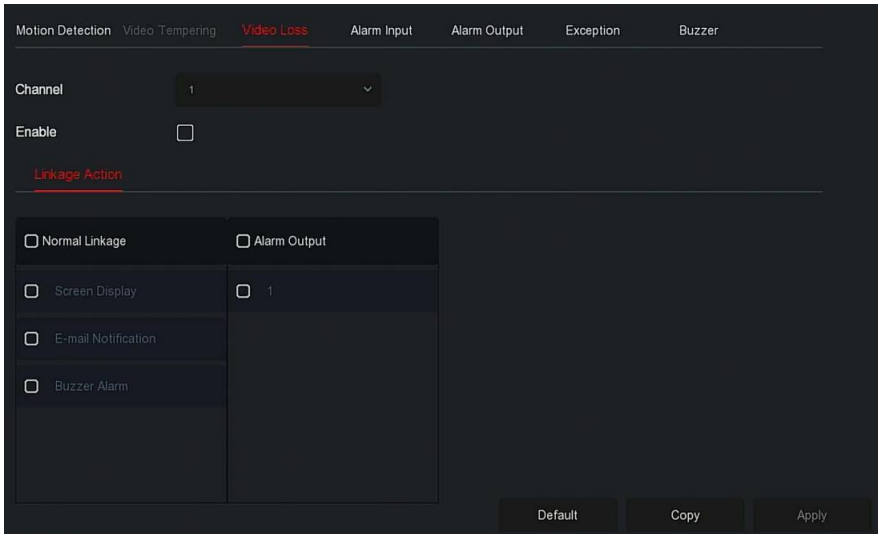 Motion Detection Video Tempering Video Loss Alarm Input Alarm Output Exception Buzzer
Channel 1
Enable
Linkage Action
Normal Linkage Alarm Output
Screen Display 1
E-mail Notification
Buzzer Alarm
Default Copy Apply